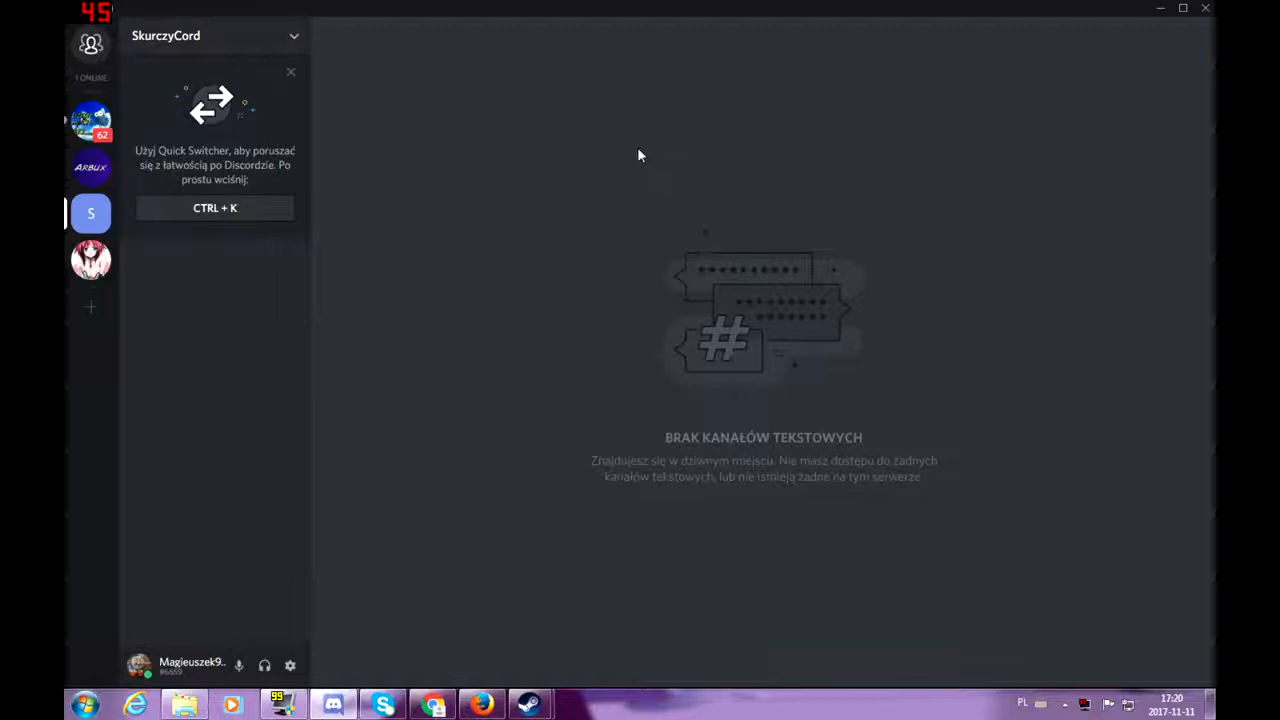 45
SkurczyCord
1 ONLINE
62
ARBUX
S
Użyj Quick Switcher, aby poruszać
się z łatwością po Discordzie. Po
prostu wciśnij:
CTRL + K
BRAK KANAŁÓW TEKSTOWYCH
Znajdujesz się w dziwnym miejscu. Nie masz dostępu do żadnych
kanałów tekstowych, lub nie istnieją żadne na tym serwerze
Magieuszek9..
#6659
99
PL
17:20
2017-11-11